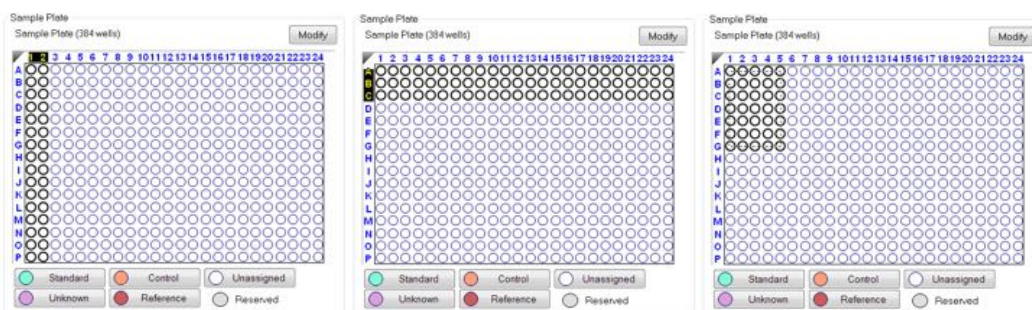 Sample Plate
Sample Plate (384 wells)
Modify
1 2 3 4 5 6 7 8 9 10 11 12 13 14 15 16 17 18 19 20 21 22 23 24
A
B
C
D
E
F
G
H
I
J
K
L
M
N
O
P
Standard
Control
Unassigned
Unknown
Reference
Reserved
Sample Plate
Sample Plate (384 wells)
Modify
1 2 3 4 5 6 7 8 9 10 11 12 13 14 15 16 17 18 19 20 21 22 23 24
A
B
C
D
E
F
G
H
I
J
K
L
M
N
O
P
Standard
Control
Unassigned
Unknown
Reference
Reserved
Sample Plate
Sample Plate (384 wells)
Modify
1 2 3 4 5 6 7 8 9 10 11 12 13 14 15 16 17 18 19 20 21 22 23 24
A
B
C
D
E
F
G
H
I
J
K
L
M
N
O
P
Standard
Control
Unassigned
Unknown
Reference
Reserved